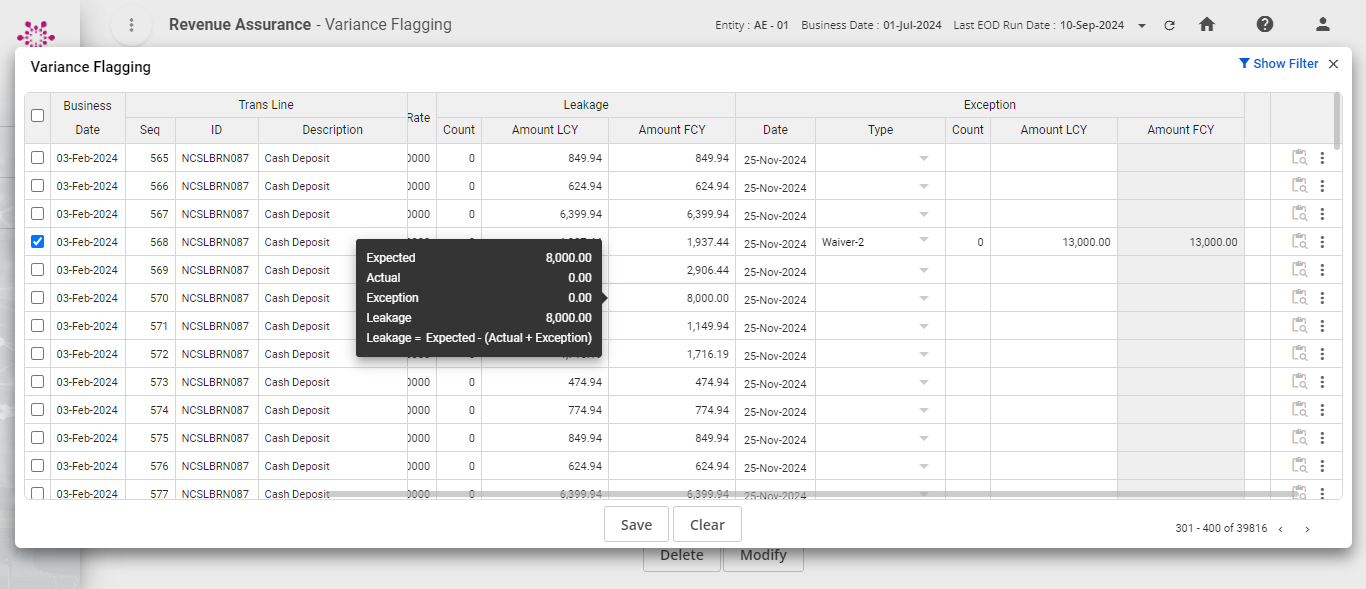 Revenue Assurance - Variance Flagging
Entity : AE - 01 Business Date : 01-Jul-2024 Last EOD Run Date : 10-Sep-2024
Variance Flagging
Show Filter
Business Date Trans Line Rate Leakage Exception
Seq ID Description Count Amount LCY Amount FCY Date Type Count Amount LCY Amount FCY
03-Feb-2024 565 NCSLBRN087 Cash Deposit 0000 0 849.94 849.94 25-Nov-2024
03-Feb-2024 566 NCSLBRN087 Cash Deposit 0000 0 624.94 624.94 25-Nov-2024
03-Feb-2024 567 NCSLBRN087 Cash Deposit 0000 0 6,399.94 6,399.94 25-Nov-2024
03-Feb-2024 568 NCSLBRN087 Cash Deposit 1,937.44 25-Nov-2024 Waiver-2 0 13,000.00 13,000.00
03-Feb-2024 569 NCSLBRN087 Cash Deposit 2,906.44 25-Nov-2024
03-Feb-2024 570 NCSLBRN087 Cash Deposit 8,000.00 25-Nov-2024
03-Feb-2024 571 NCSLBRN087 Cash Deposit 1,149.94 25-Nov-2024
03-Feb-2024 572 NCSLBRN087 Cash Deposit 1,716.19 25-Nov-2024
03-Feb-2024 573 NCSLBRN087 Cash Deposit 0000 0 474.94 474.94 25-Nov-2024
03-Feb-2024 574 NCSLBRN087 Cash Deposit 0000 0 774.94 774.94 25-Nov-2024
03-Feb-2024 575 NCSLBRN087 Cash Deposit 0000 0 849.94 849.94 25-Nov-2024
03-Feb-2024 576 NCSLBRN087 Cash Deposit 0000 0 624.94 624.94 25-Nov-2024
03-Feb-2024 577 NCSLBRN087 Cash Deposit 0000 0 6,399.94 6,399.94 25-Nov-2024
Expected 8,000.00
Actual 0.00
Exception 0.00
Leakage 8,000.00
Leakage = Expected - (Actual + Exception)
Save Clear
301 - 400 of 39816
Delete Modify